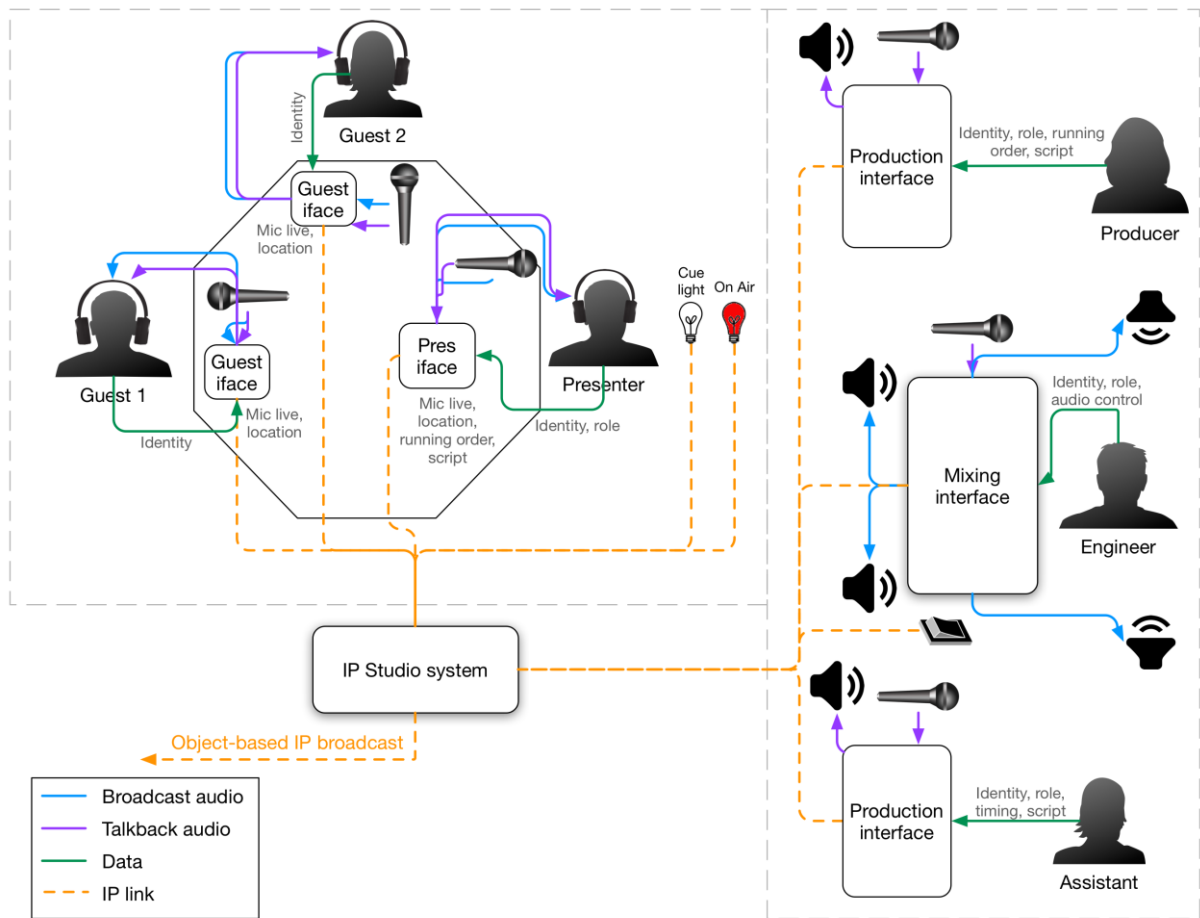 Guest 2
Identity
Guest
iface
Mic live,
location
Guest 1
Guest
iface
Identity
Mic live,
location
Pres
iface
Mic live,
location,
running order,
script
Presenter
Identity, role
Cue
light
On Air
IP Studio system
Object-based IP broadcast
Broadcast audio
Talkback audio
Data
IP link
Production
interface
Identity, role, running
order, script
Producer
Mixing
interface
Identity, role,
audio control
Engineer
Production
interface
Identity, role,
timing, script
Assistant